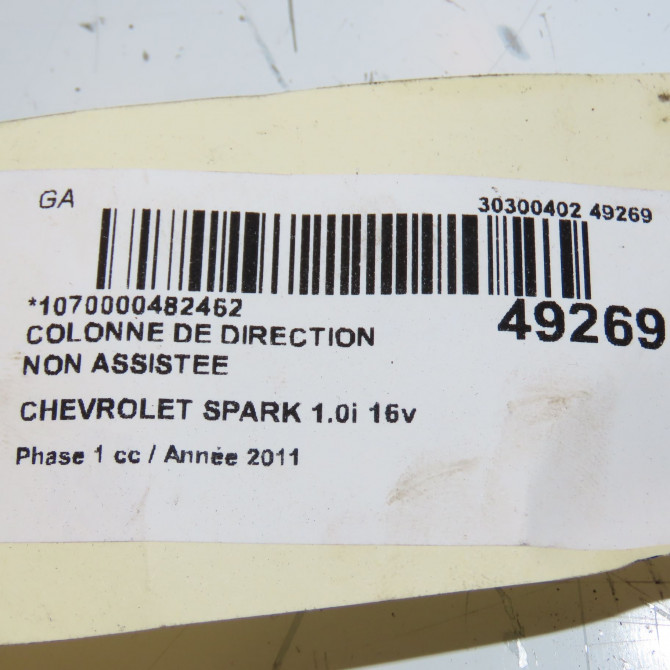 GA
30300402 49269
*1070000482462
49269
COLONNE DE DIRECTION
NON ASSISTEE
CHEVROLET SPARK 1.0i 16v
Phase 1 cc / Année 2011